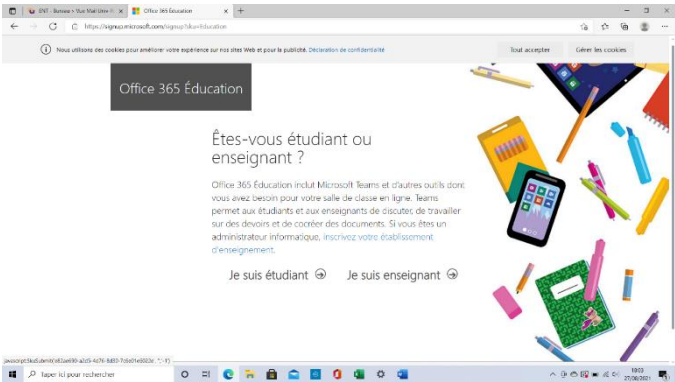 Office 365 Éducation
https://signup.microsoft.com/signup?sku=Education
Nous utilisons des cookies pour améliorer votre expérience sur nos sites Web et pour la publicité. Déclaration de confidentialité
Tout accepter
Gérer les cookies
Office 365 Éducation
Êtes-vous étudiant ou
enseignant ?
Office 365 Éducation inclut Microsoft Teams et d'autres outils dont
vous avez besoin pour votre salle de classe en ligne. Teams
permet aux étudiants et aux enseignants de discuter, de travailler
sur des devoirs et de cocréer des documents. Si vous êtes un
administrateur informatique, inscrivez votre établissement
d'enseignement.
Je suis étudiant
Je suis enseignant
Taper ici pour rechercher
27/08/2021